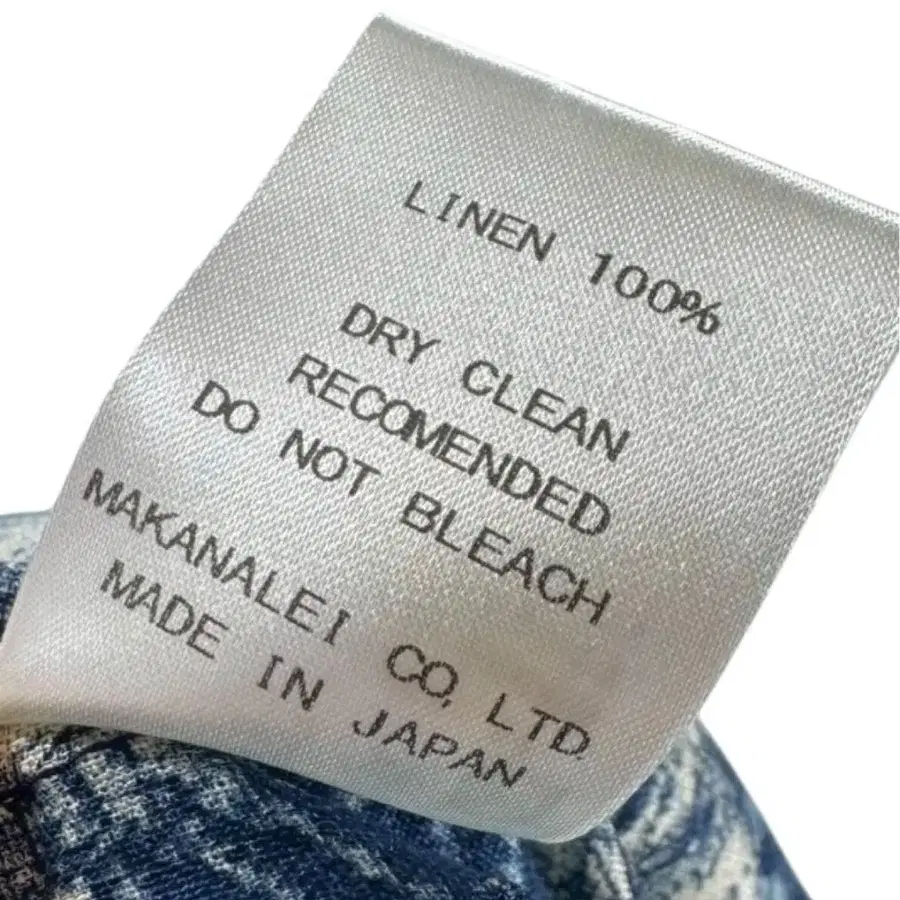 LINEN 100%
DRY CLEAN
RECOMENDED
DO NOT BLEACH
MAKANALEI CO, LTD.
MADE IN JAPAN